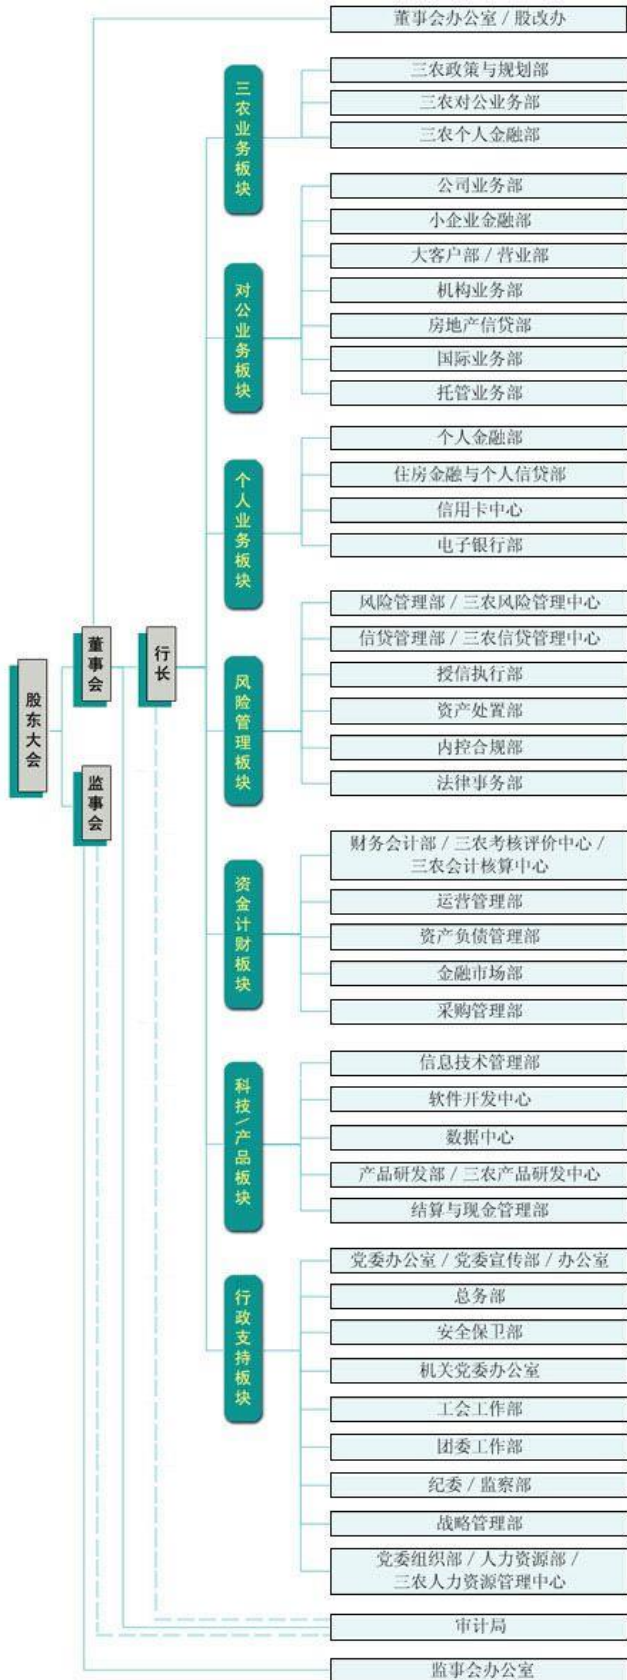 董事会办公室 / 股改办
三农业务板块
三农政策与规划部
三农对公业务部
三农个人金融部
对公业务板块
公司业务部
小企业金融部
大客户部 / 营业部
机构业务部
房地产信贷部
国际业务部
托管业务部
个人业务板块
个人金融部
住房金融与个人信贷部
信用卡中心
电子银行部
股东大会
董事会
监事会
行长
风险管理板块
风险管理部 / 三农风险管理中心
信贷管理部 / 三农信贷管理中心
授信执行部
资产处置部
内控合规部
法律事务部
资金计财板块
财务会计部 / 三农考核评价中心 /
三农会计核算中心
运营管理部
资产负债管理部
金融市场部
采购管理部
科技/产品板块
信息技术管理部
软件开发中心
数据中心
产品研发部 / 三农产品研发中心
结算与现金管理部
行政支持板块
党委办公室 / 党委宣传部 / 办公室
总务部
安全保卫部
机关党委办公室
工会工作部
团委工作部
纪委 / 监察部
战略管理部
党委组织部 / 人力资源部 /
三农人力资源管理中心
审计局
监事会办公室